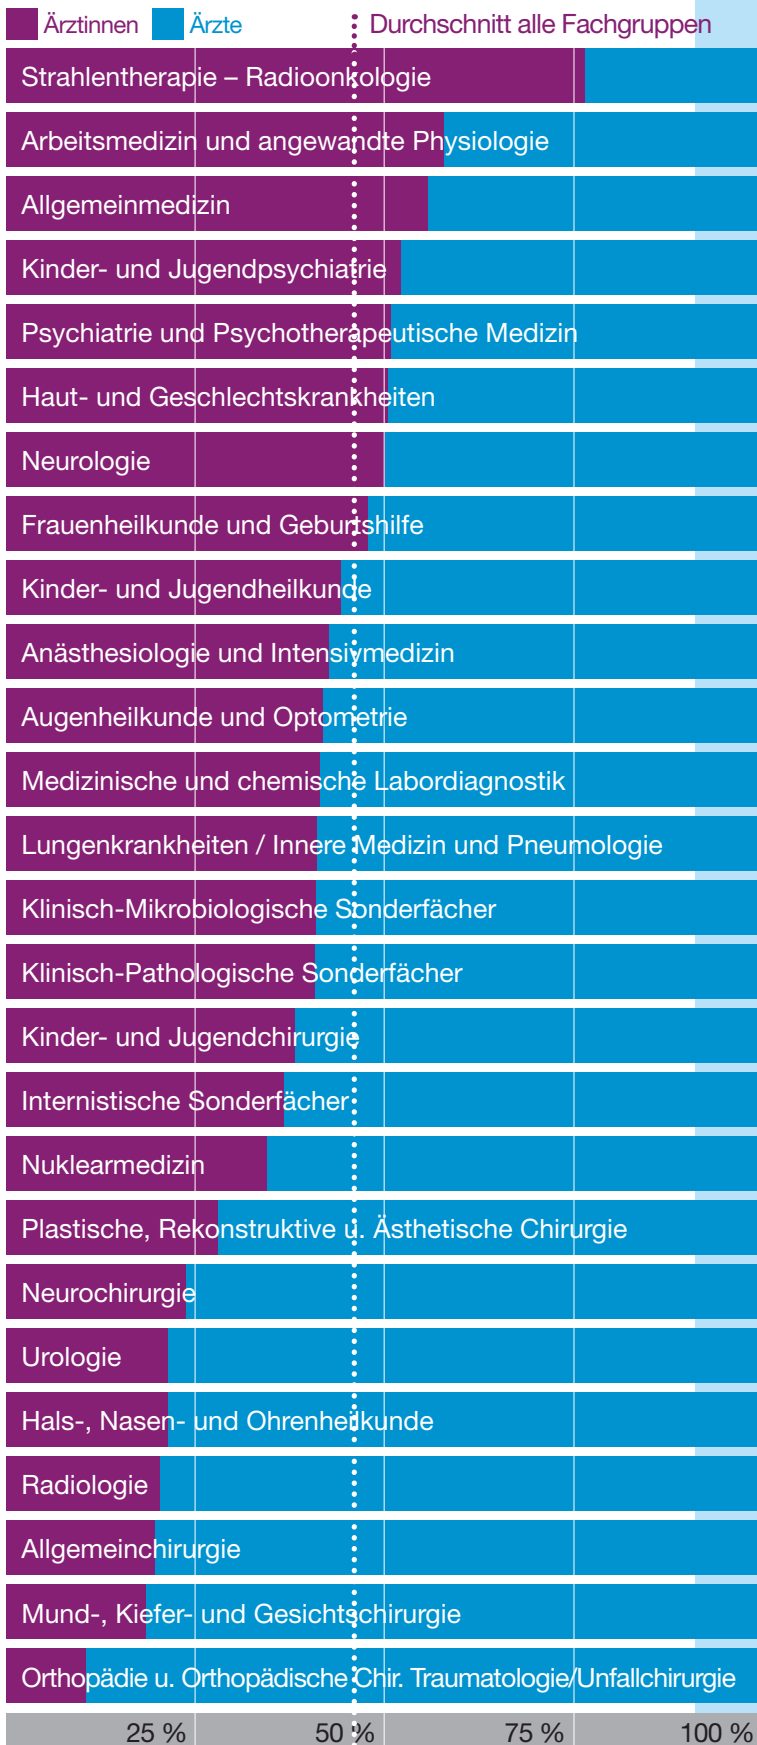 Ärztinnen Ärzte Durchschnitt alle Fachgruppen
Strahlentherapie – Radioonkologie
Arbeitsmedizin und angewandte Physiologie
Allgemeinmedizin
Kinder- und Jugendpsychiatrie
Psychiatrie und Psychotherapeutische Medizin
Haut- und Geschlechtskrankheiten
Neurologie
Frauenheilkunde und Geburtshilfe
Kinder- und Jugendheilkunde
Anästhesiologie und Intensivmedizin
Augenheilkunde und Optometrie
Medizinische und chemische Labordiagnostik
Lungenkrankheiten / Innere Medizin und Pneumologie
Klinisch-Mikrobiologische Sonderfächer
Klinisch-Pathologische Sonderfächer
Kinder- und Jugendchirurgie
Internistische Sonderfächer
Nuklearmedizin
Plastische, Rekonstruktive u. Ästhetische Chirurgie
Neurochirurgie
Urologie
Hals-, Nasen- und Ohrenheilkunde
Radiologie
Allgemeinchirurgie
Mund-, Kiefer- und Gesichtschirurgie
Orthopädie u. Orthopädische Chir. Traumatologie/Unfallchirurgie
25 % 50 % 75 % 100 %